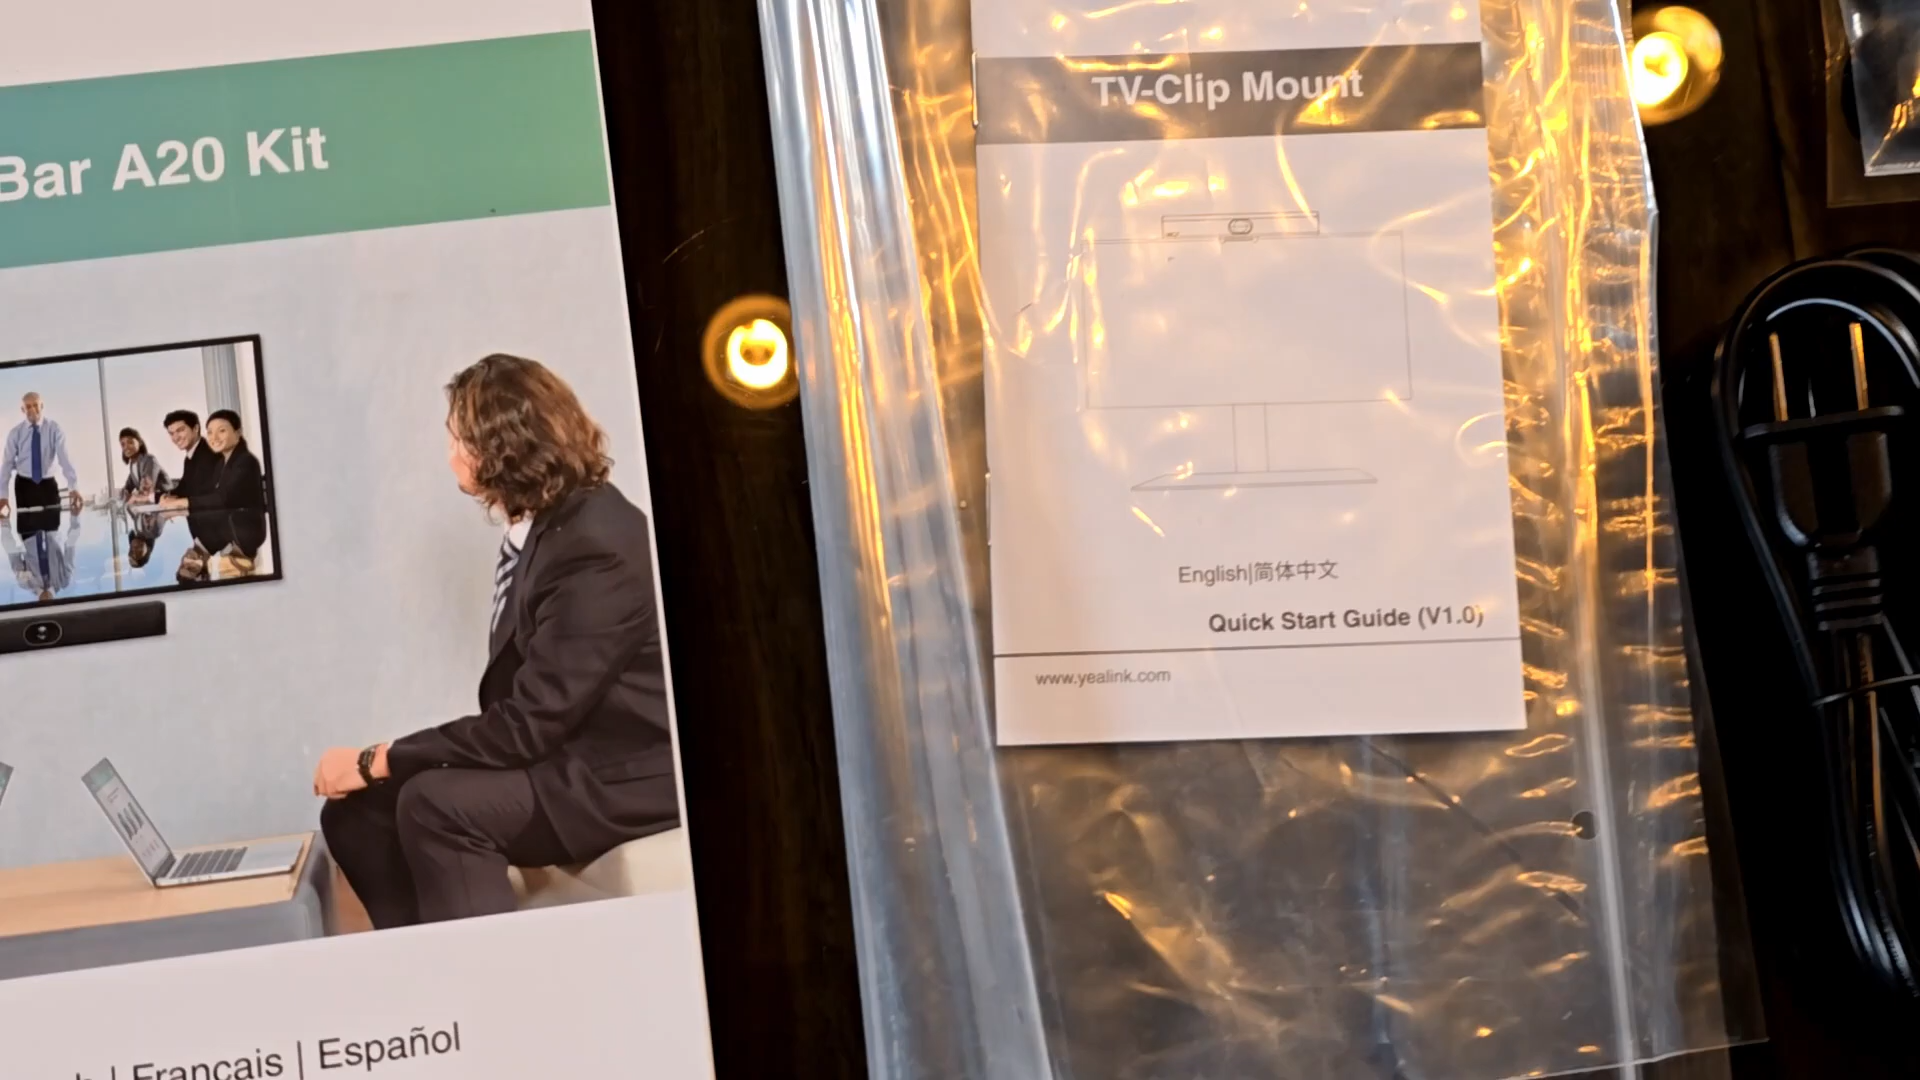 Bar A20 Kit
Français | Español
TV-Clip Mount
English|简体中文
Quick Start Guide (V1.0)
www.yealink.com